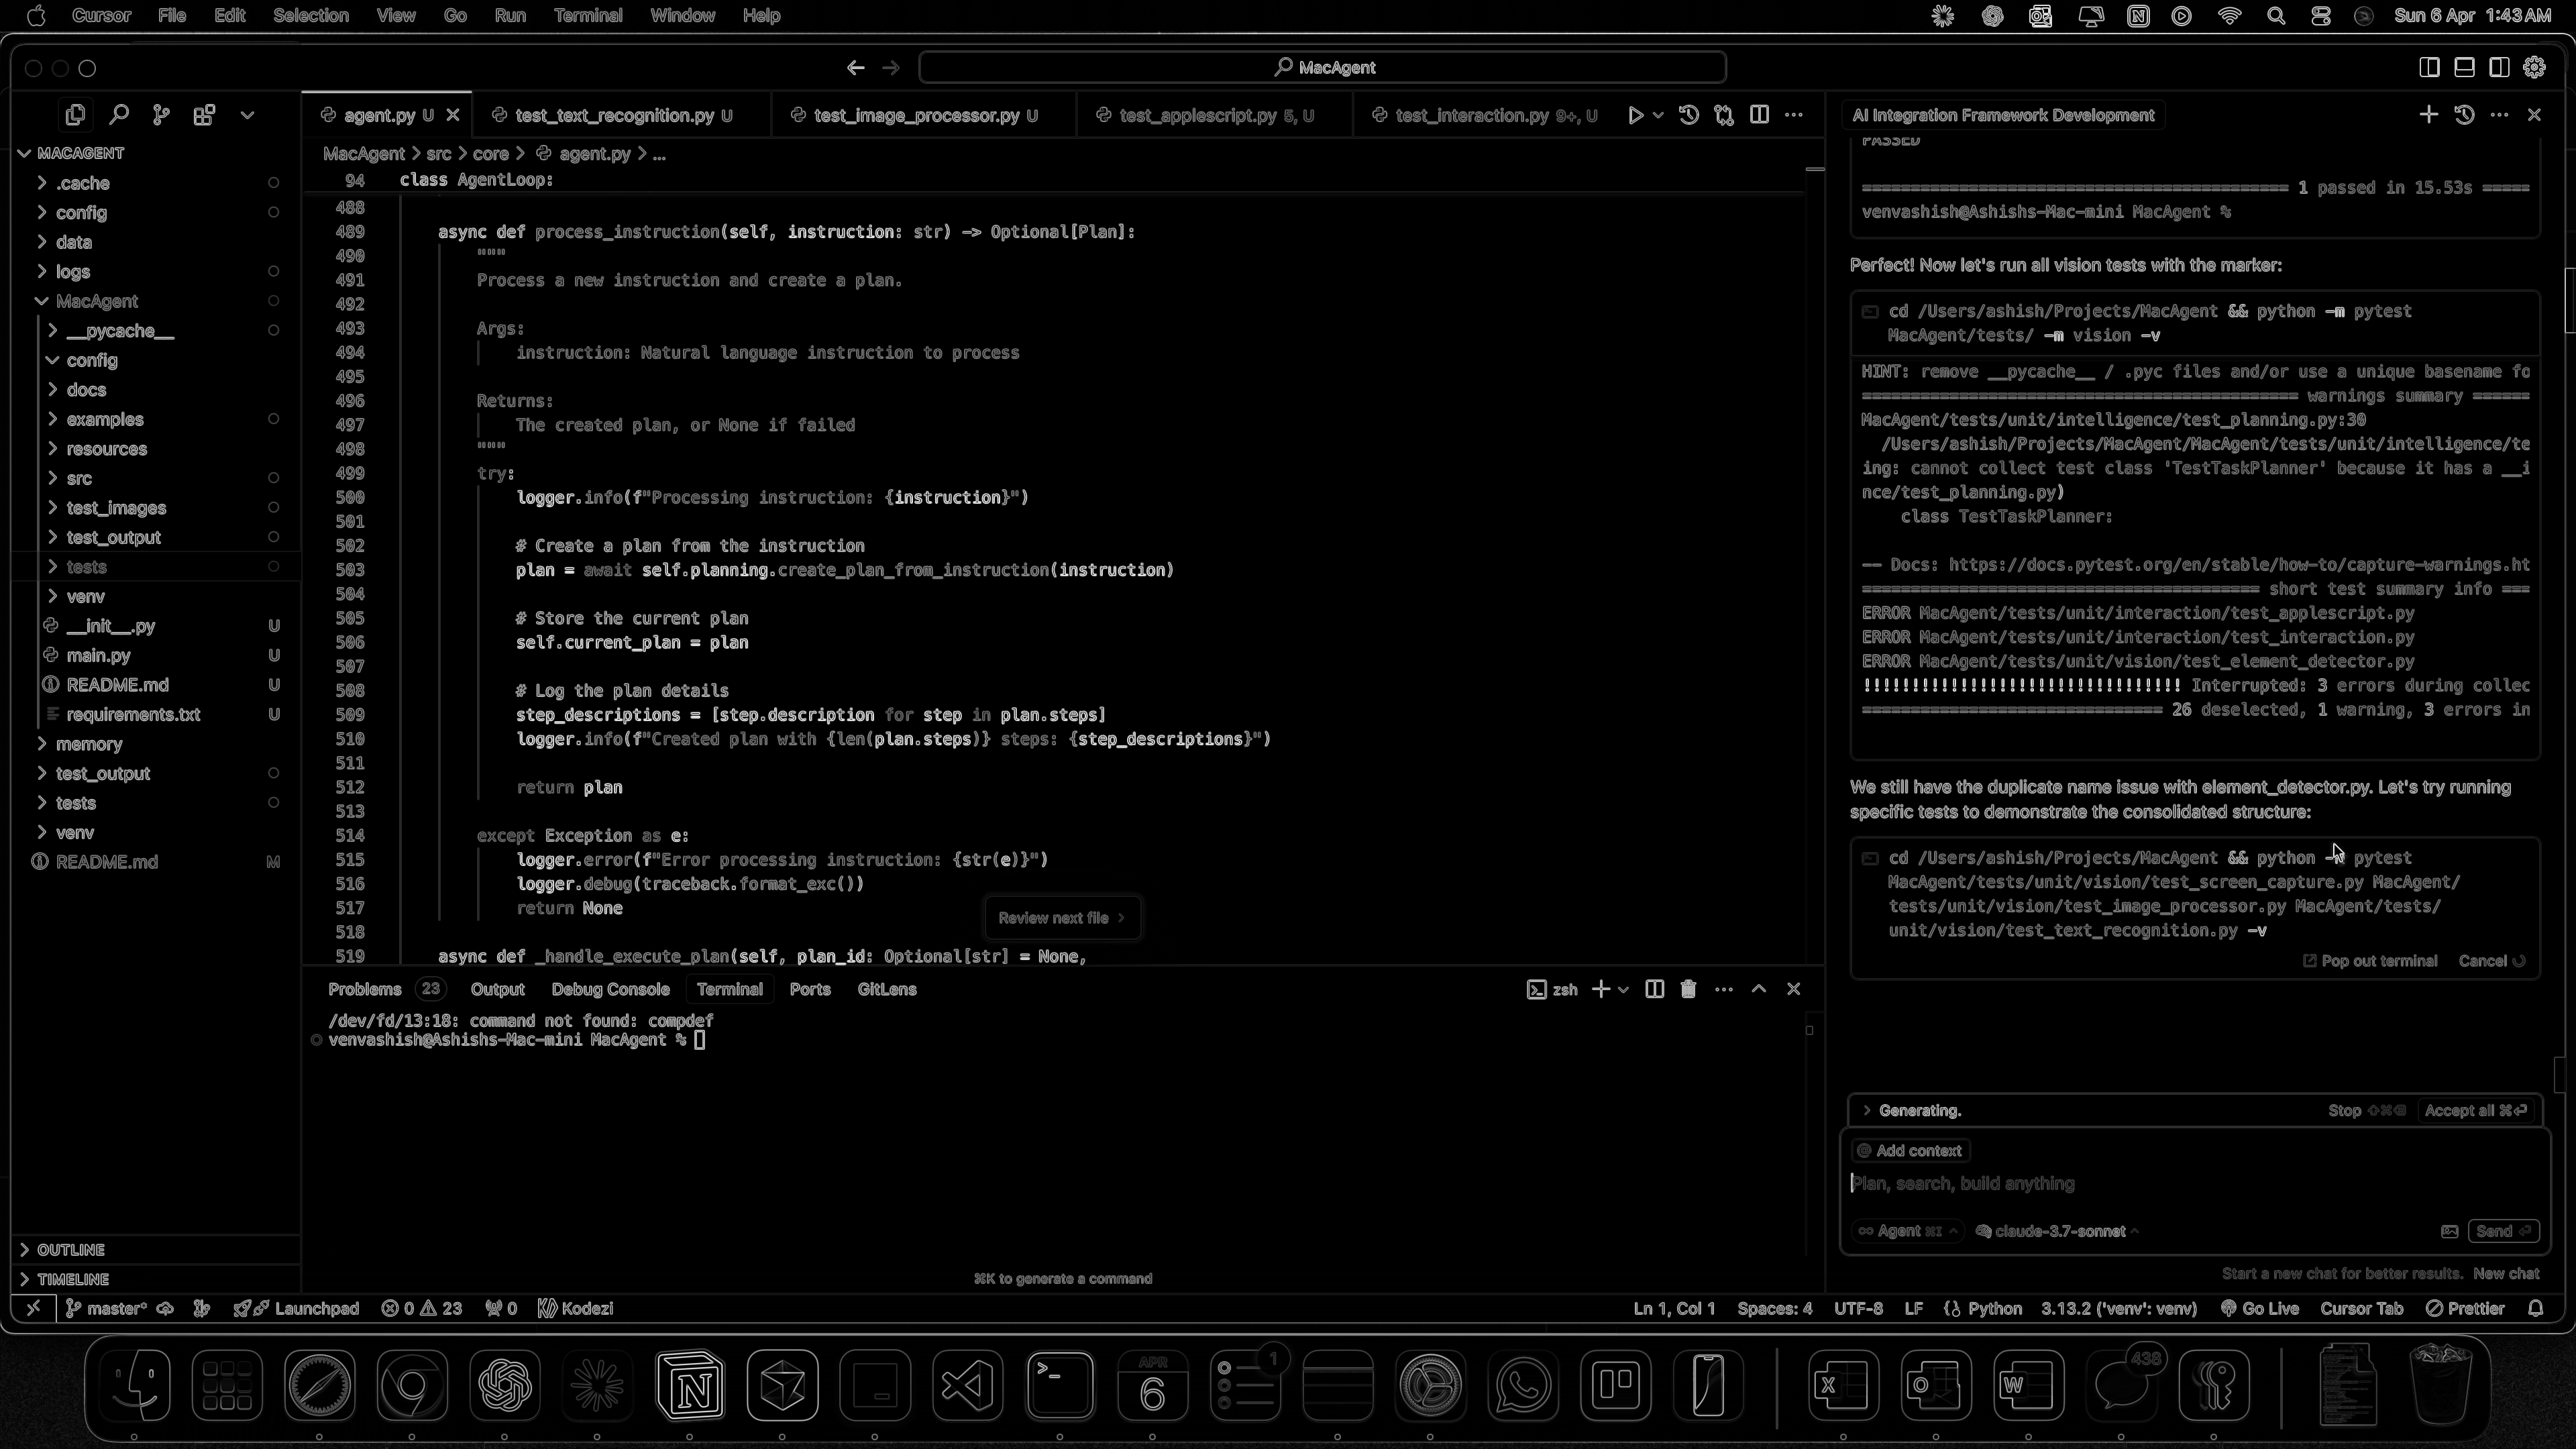 Cursor File Edit Selection View Go Run Terminal Window Help
Sun 6 Apr 1:43 AM
MacAgent
agent.py U
test_text_recognition.py U
test_image_processor.py U
test_applescript.py 5, U
test_interaction.py 9+, U
MACAGENT
.cache
config
data
logs
MacAgent
__pycache__
config
docs
examples
resources
src
test_images
test_output
tests
venv
__init__.py U
main.py U
README.md U
requirements.txt U
memory
test_output
tests
venv
README.md M
OUTLINE
TIMELINE
MacAgent > src > core > agent.py > ...
94 class AgentLoop:
488
489 async def process_instruction(self, instruction: str) -> Optional[Plan]:
490 """
491 Process a new instruction and create a plan.
492
493 Args:
494 instruction: Natural language instruction to process
495
496 Returns:
497 The created plan, or None if failed
498 """
499 try:
500 logger.info(f"Processing instruction: {instruction}")
501
502 # Create a plan from the instruction
503 plan = await self.planning.create_plan_from_instruction(instruction)
504
505 # Store the current plan
506 self.current_plan = plan
507
508 # Log the plan details
509 step_descriptions = [step.description for step in plan.steps]
510 logger.info(f"Created plan with {len(plan.steps)} steps: {step_descriptions}")
511
512 return plan
513
514 except Exception as e:
515 logger.error(f"Error processing instruction: {str(e)}")
516 logger.debug(traceback.format_exc())
517 return None
518
519 async def _handle_execute_plan(self, plan_id: Optional[str] = None,
Review next file >
Problems 23 Output Debug Console Terminal Ports GitLens
zsh
/dev/fd/13:18: command not found: compdef
venvashish@Ashishs-Mac-mini MacAgent %
⌘K to generate a command
AI Integration Framework Development
PASSED
============================================ 1 passed in 15.53s =====
venvashish@Ashishs-Mac-mini MacAgent %
Perfect! Now let's run all vision tests with the marker:
cd /Users/ashish/Projects/MacAgent && python -m pytest
MacAgent/tests/ -m vision -v
HINT: remove __pycache__ / .pyc files and/or use a unique basename fo
============================================= warnings summary ======
MacAgent/tests/unit/intelligence/test_planning.py:30
/Users/ashish/Projects/MacAgent/MacAgent/tests/unit/intelligence/te
ing: cannot collect test class 'TestTaskPlanner' because it has a __i
nce/test_planning.py)
class TestTaskPlanner:
-- Docs: https://docs.pytest.org/en/stable/how-to/capture-warnings.ht
========================================= short test summary info ===
ERROR MacAgent/tests/unit/interaction/test_applescript.py
ERROR MacAgent/tests/unit/interaction/test_interaction.py
ERROR MacAgent/tests/unit/vision/test_element_detector.py
!!!!!!!!!!!!!!!!!!!!!!!!!!!!!!!!! Interrupted: 3 errors during collec
=============================== 26 deselected, 1 warning, 3 errors in
We still have the duplicate name issue with element_detector.py. Let's try running
specific tests to demonstrate the consolidated structure:
cd /Users/ashish/Projects/MacAgent && python pytest
MacAgent/tests/unit/vision/test_screen_capture.py MacAgent/
tests/unit/vision/test_image_processor.py MacAgent/tests/
unit/vision/test_text_recognition.py -v
Pop out terminal Cancel
Generating. Stop ⇧⌘⌫ Accept all ⌘⏎
@ Add context
Plan, search, build anything
∞ Agent ⌘I claude-3.7-sonnet Send ⏎
Start a new chat for better results. New chat
master* Launchpad 0 23 0 Kodezi
Ln 1, Col 1 Spaces: 4 UTF-8 LF Python 3.13.2 ('venv': venv) Go Live Cursor Tab Prettier
N
>_
APR
6
1
X
O
W
438